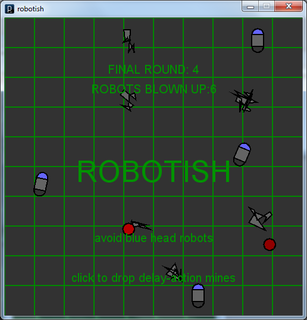 robotish
FINAL ROUND: 4
ROBOTS BLOWN UP:6
ROBOTISH
avoid blue head robots
click to drop delay-action mines